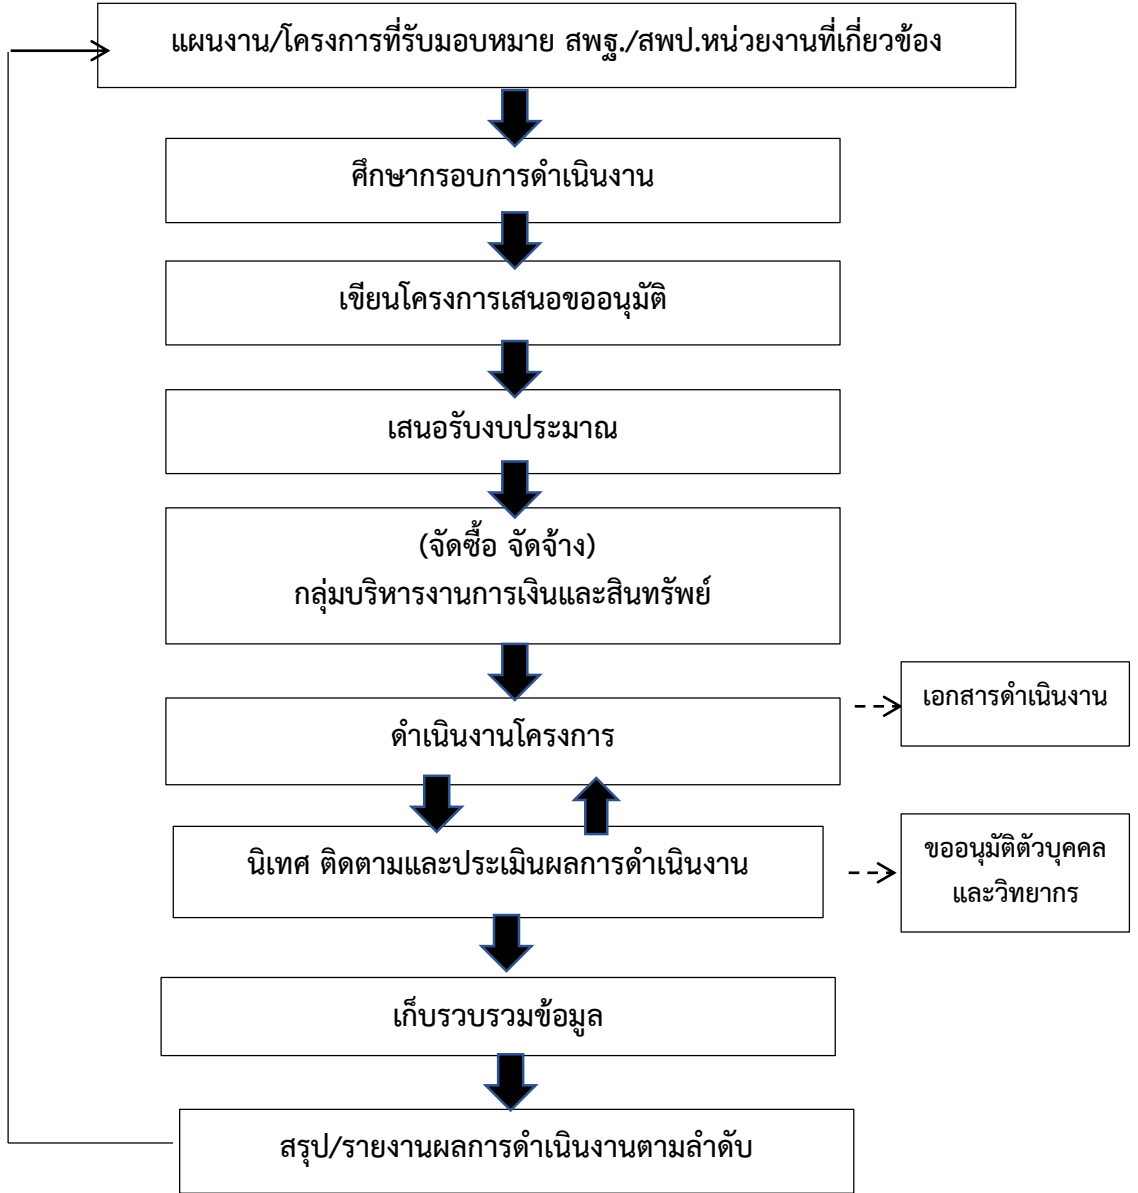 แผนงาน/โครงการที่รับมอบหมาย สพฐ./สพป.หน่วยงานที่เกี่ยวข้อง
ศึกษากรอบการดำเนินงาน
เขียนโครงการเสนอขออนุมัติ
เสนอรับงบประมาณ
(จัดซื้อ จัดจ้าง)
กลุ่มบริหารงานการเงินและสินทรัพย์
ดำเนินงานโครงการ
เอกสารดำเนินงาน
นิเทศ ติดตามและประเมินผลการดำเนินงาน
ขออนุมัติตัวบุคคล
และวิทยากร
เก็บรวบรวมข้อมูล
สรุป/รายงานผลการดำเนินงานตามลำดับ